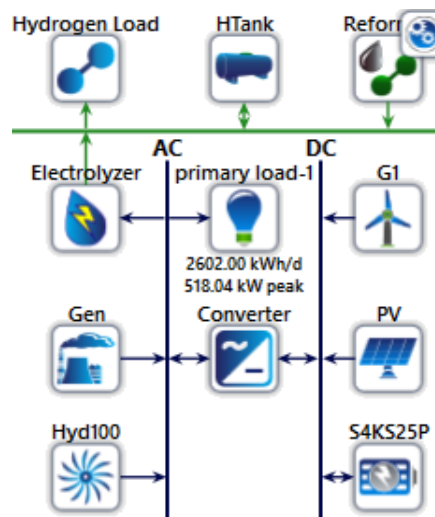 Hydrogen Load HTank Refor
AC DC
Electrolyzer primary load-1 G1
2602.00 kWh/d
518.04 kW peak
Gen Converter PV
Hyd100 S4KS25P